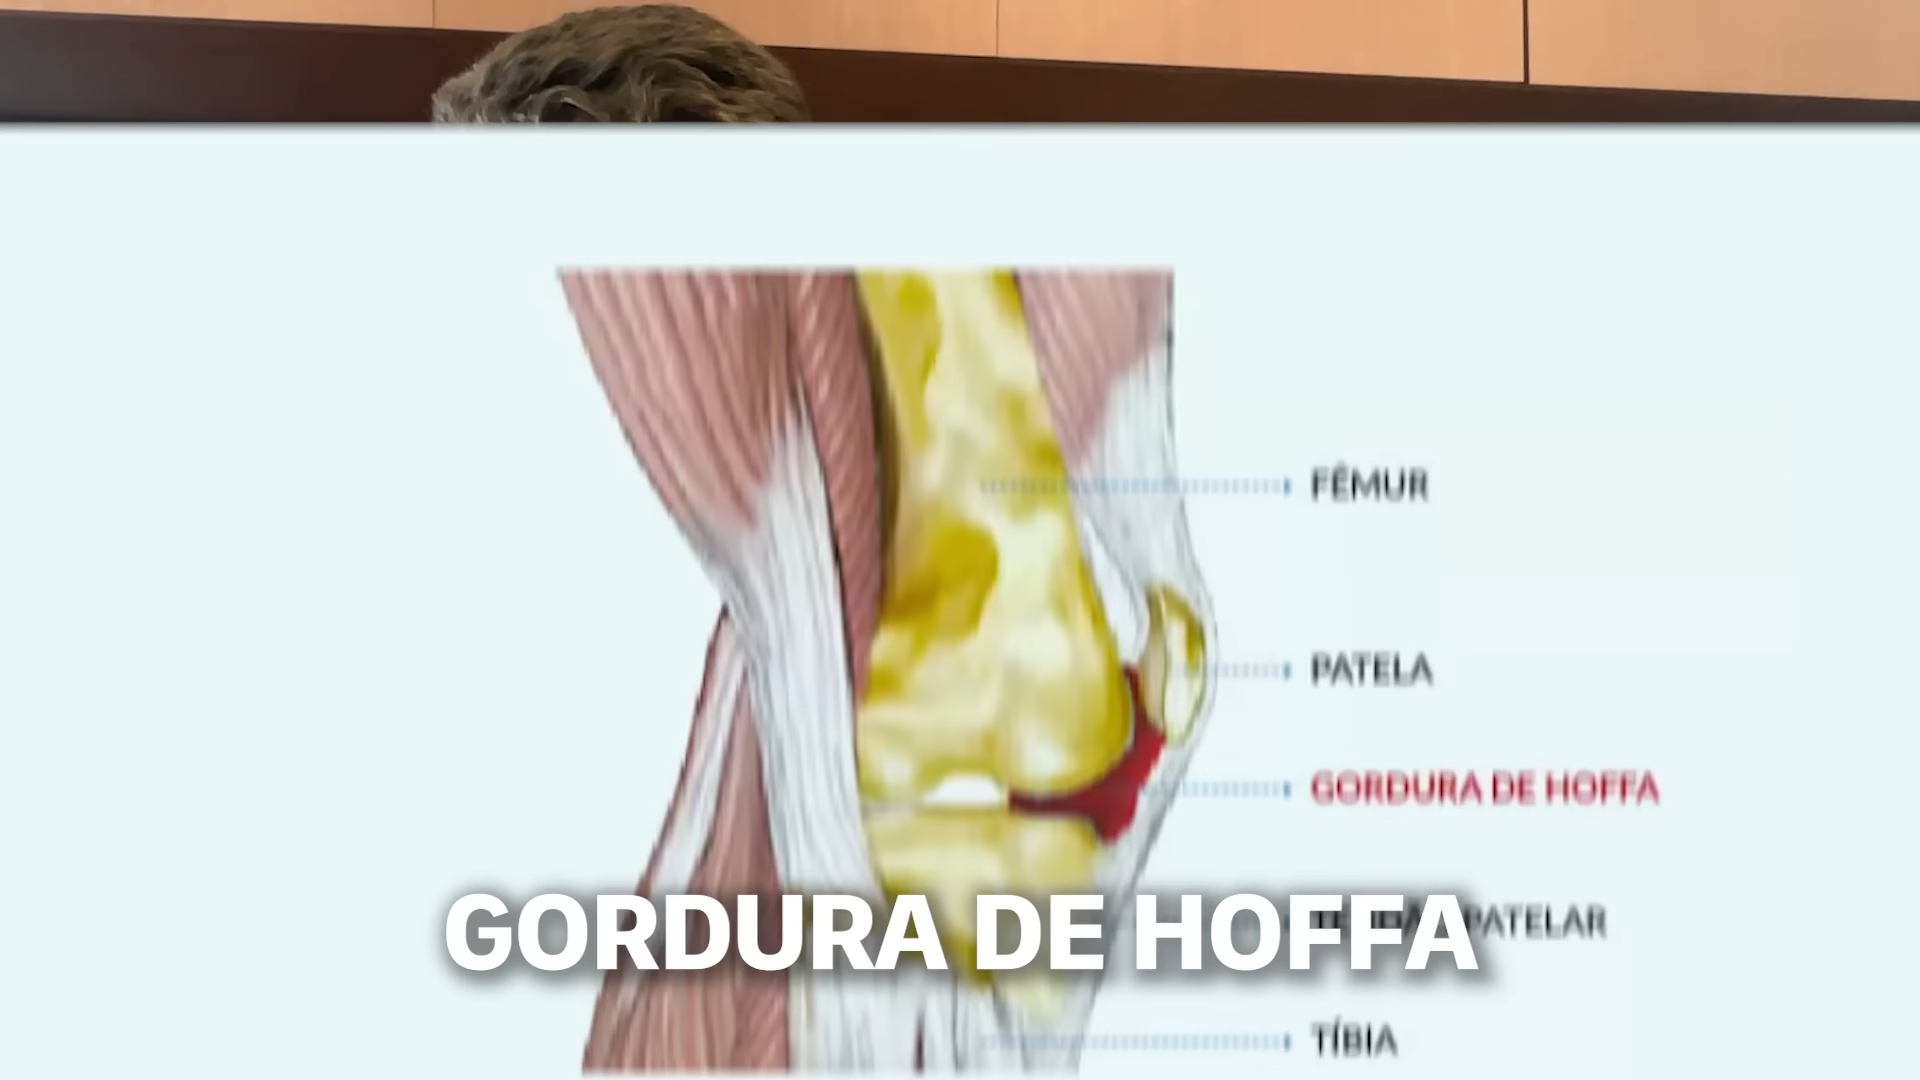 FÊMUR
PATELA
GORDURA DE HOFFA
PATELAR
GORDURA DE HOFFA
TÍBIA